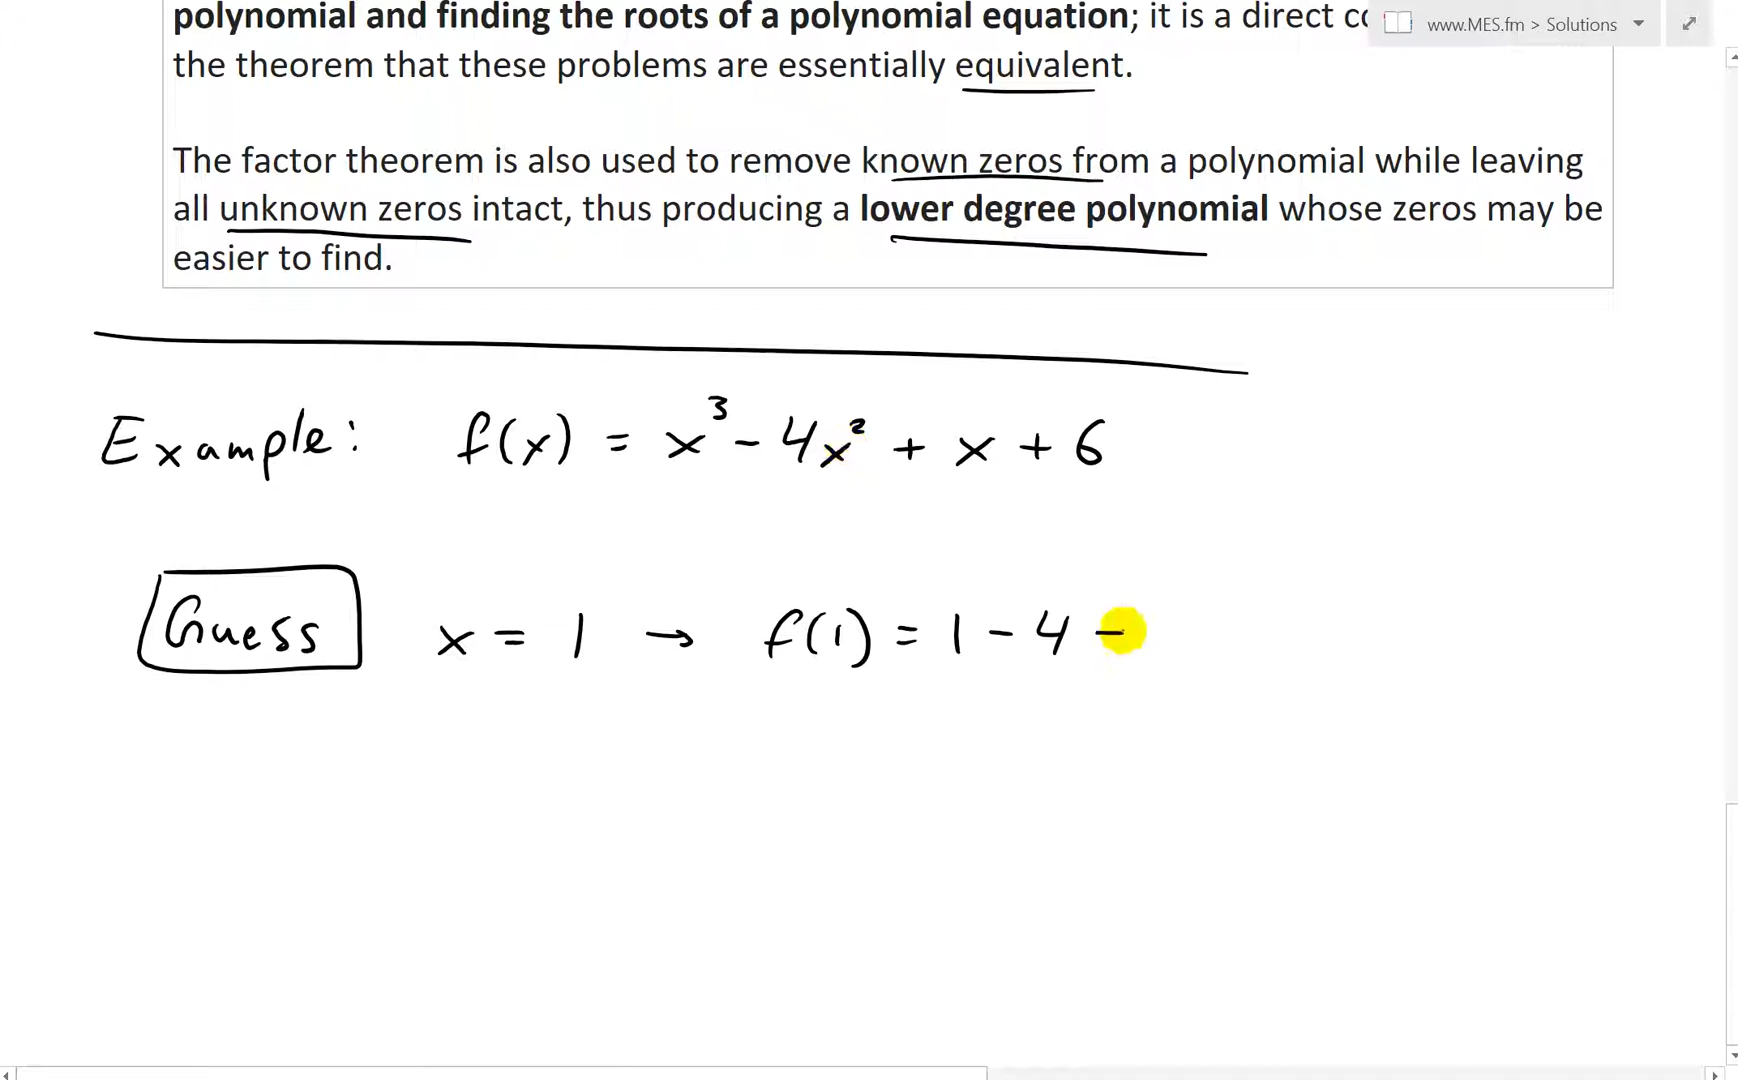 polynomial and finding the roots of a polynomial equation; it is a direct
www.MES.fm > Solutions
the theorem that these problems are essentially equivalent.
The factor theorem is also used to remove known zeros from a polynomial while leaving
all unknown zeros intact, thus producing a lower degree polynomial whose zeros may be
easier to find.
Example: f(x) = x³ - 4x² + x + 6
Guess x = 1 → f(1) = 1 - 4 -